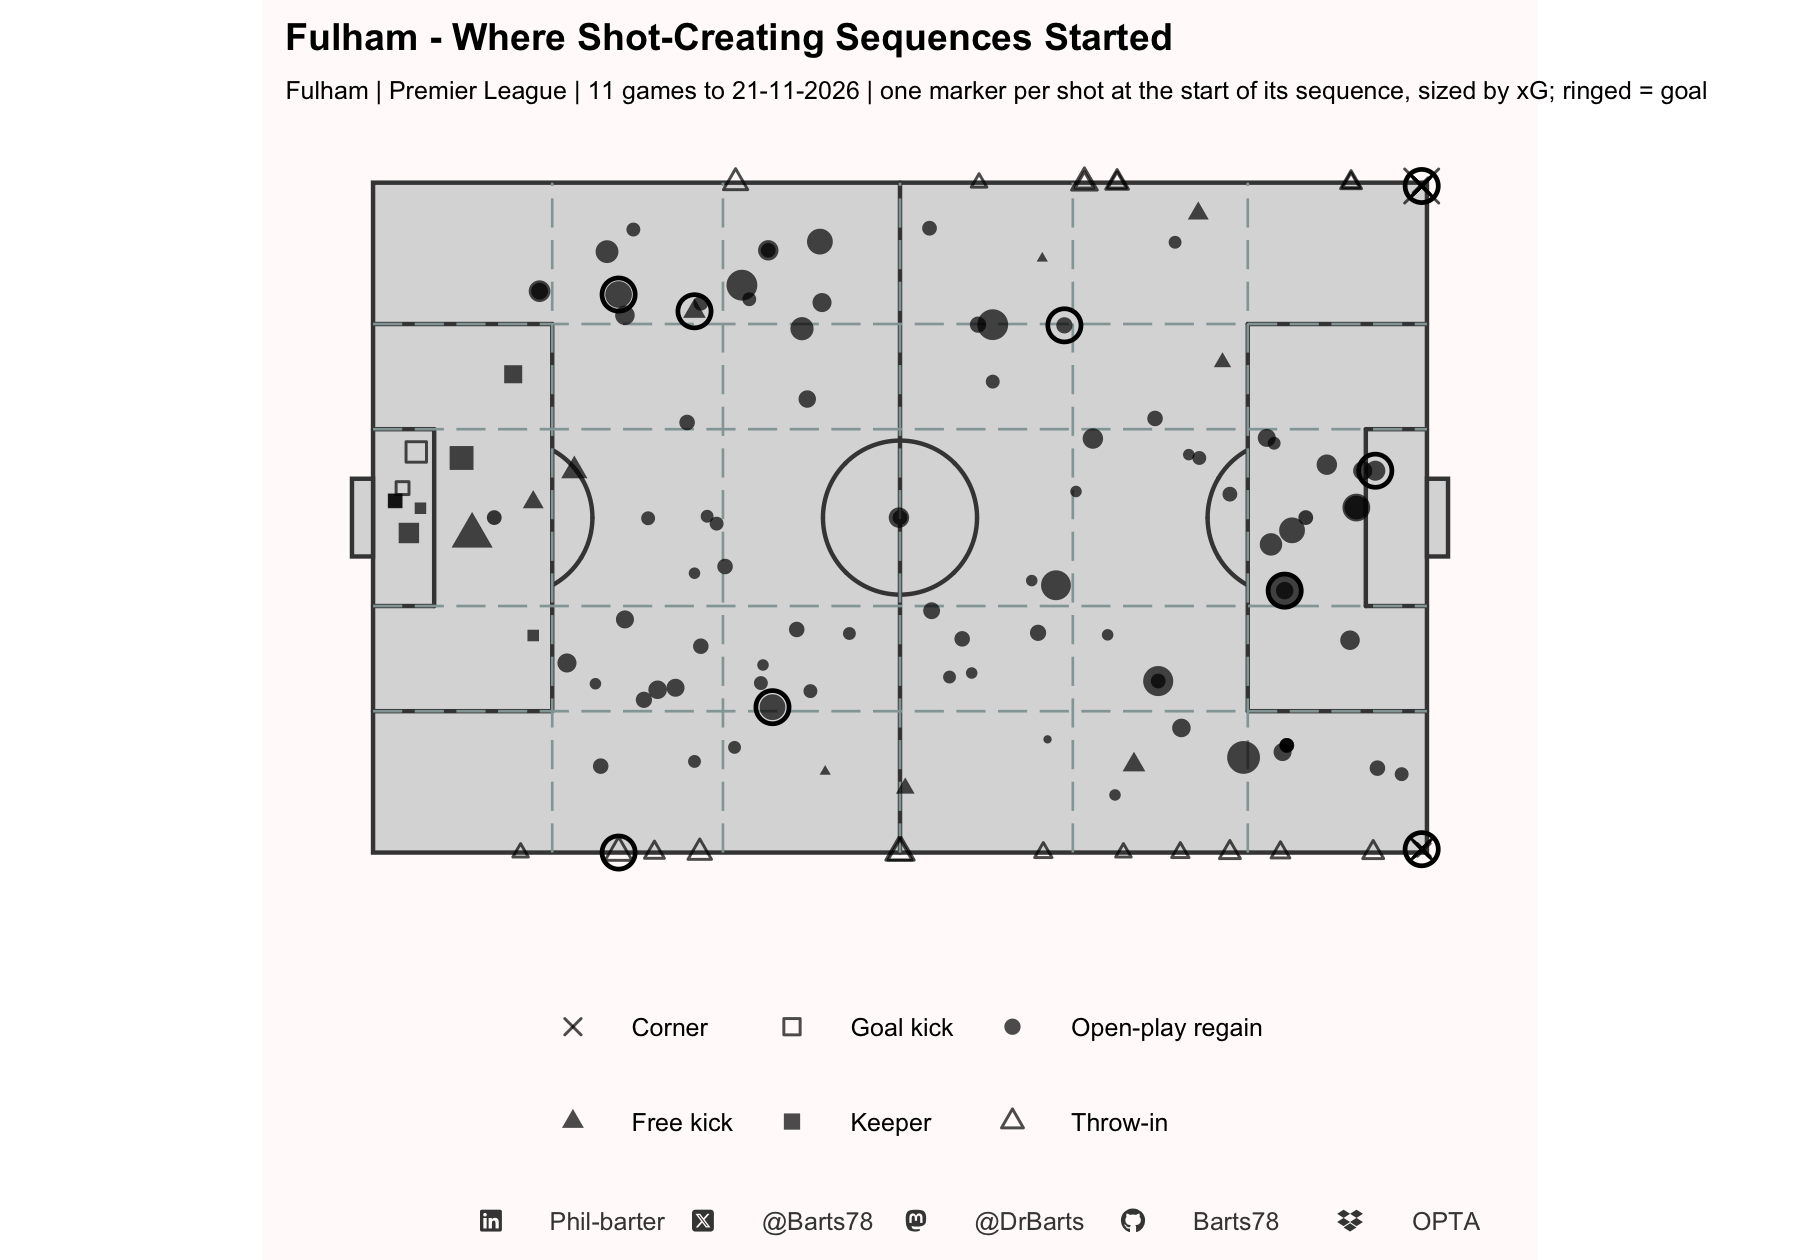 Fulham - Where Shot-Creating Sequences Started
Fulham | Premier League | 11 games to 21-11-2026 | one marker per shot at the start of its sequence, sized by xG; ringed = goal
Corner Goal kick Open-play regain
Free kick Keeper Throw-in
Phil-barter @Barts78 @DrBarts Barts78 OPTA